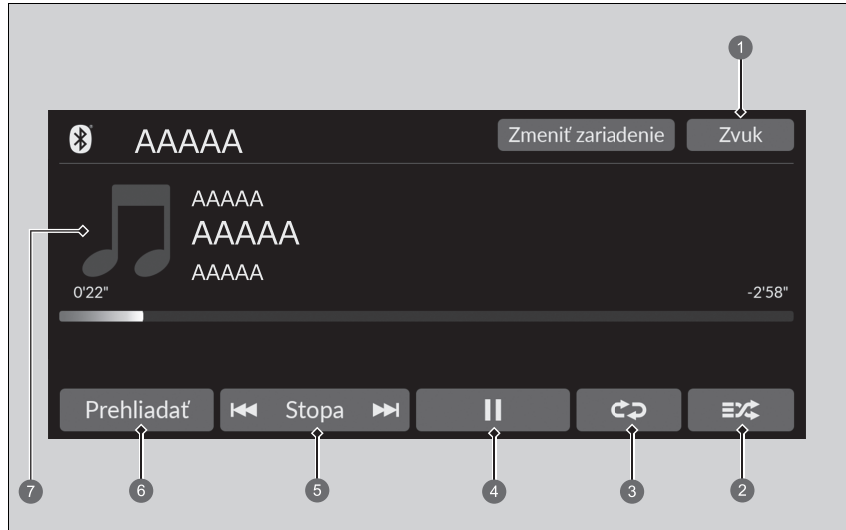 1
AAAAA Zmeniť zariadenie Zvuk
AAAAA
AAAAA
7
AAAAA
0'22" -2'58"
Prehliadať Stopa
6 5 4 3 2